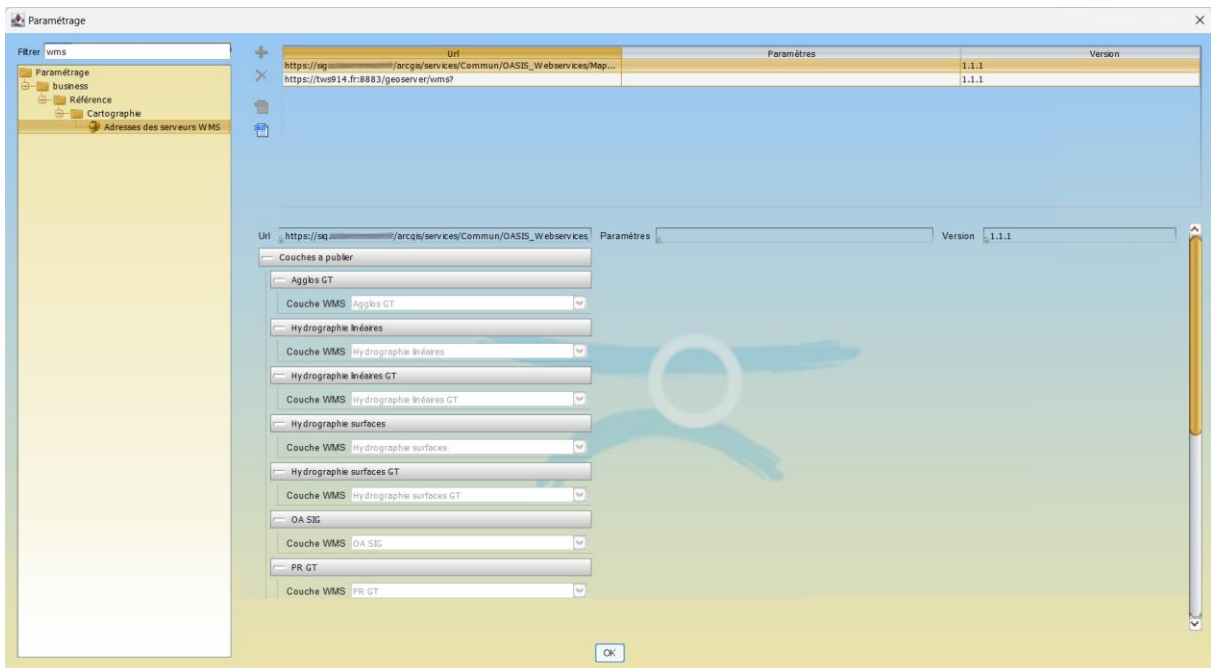 Paramétrage
Filtrer wms
Paramétrage
business
Référence
Cartographie
Adresses des serveurs WMS
Url Paramètres Version
https://sig /arcgis/services/Commun/OASIS_Webservices/Map... 1.1.1
https://tws914.fr:8883/geoserver/wms? 1.1.1
Url https://sig. /arcgis/services/Commun/OASIS_Webservices Paramètres Version 1.1.1
Couches a publier
Agglos GT
Couche WMS Agglos GT
Hydrographie linéaires
Couche WMS Hydrographie linéaires
Hydrographie linéaires GT
Couche WMS Hydrographie linéaires GT
Hydrographie surfaces
Couche WMS Hydrographie surfaces
Hydrographie surfaces GT
Couche WMS Hydrographie surfaces GT
OA SIG
Couche WMS OA SIG
PR GT
Couche WMS PR GT
OK